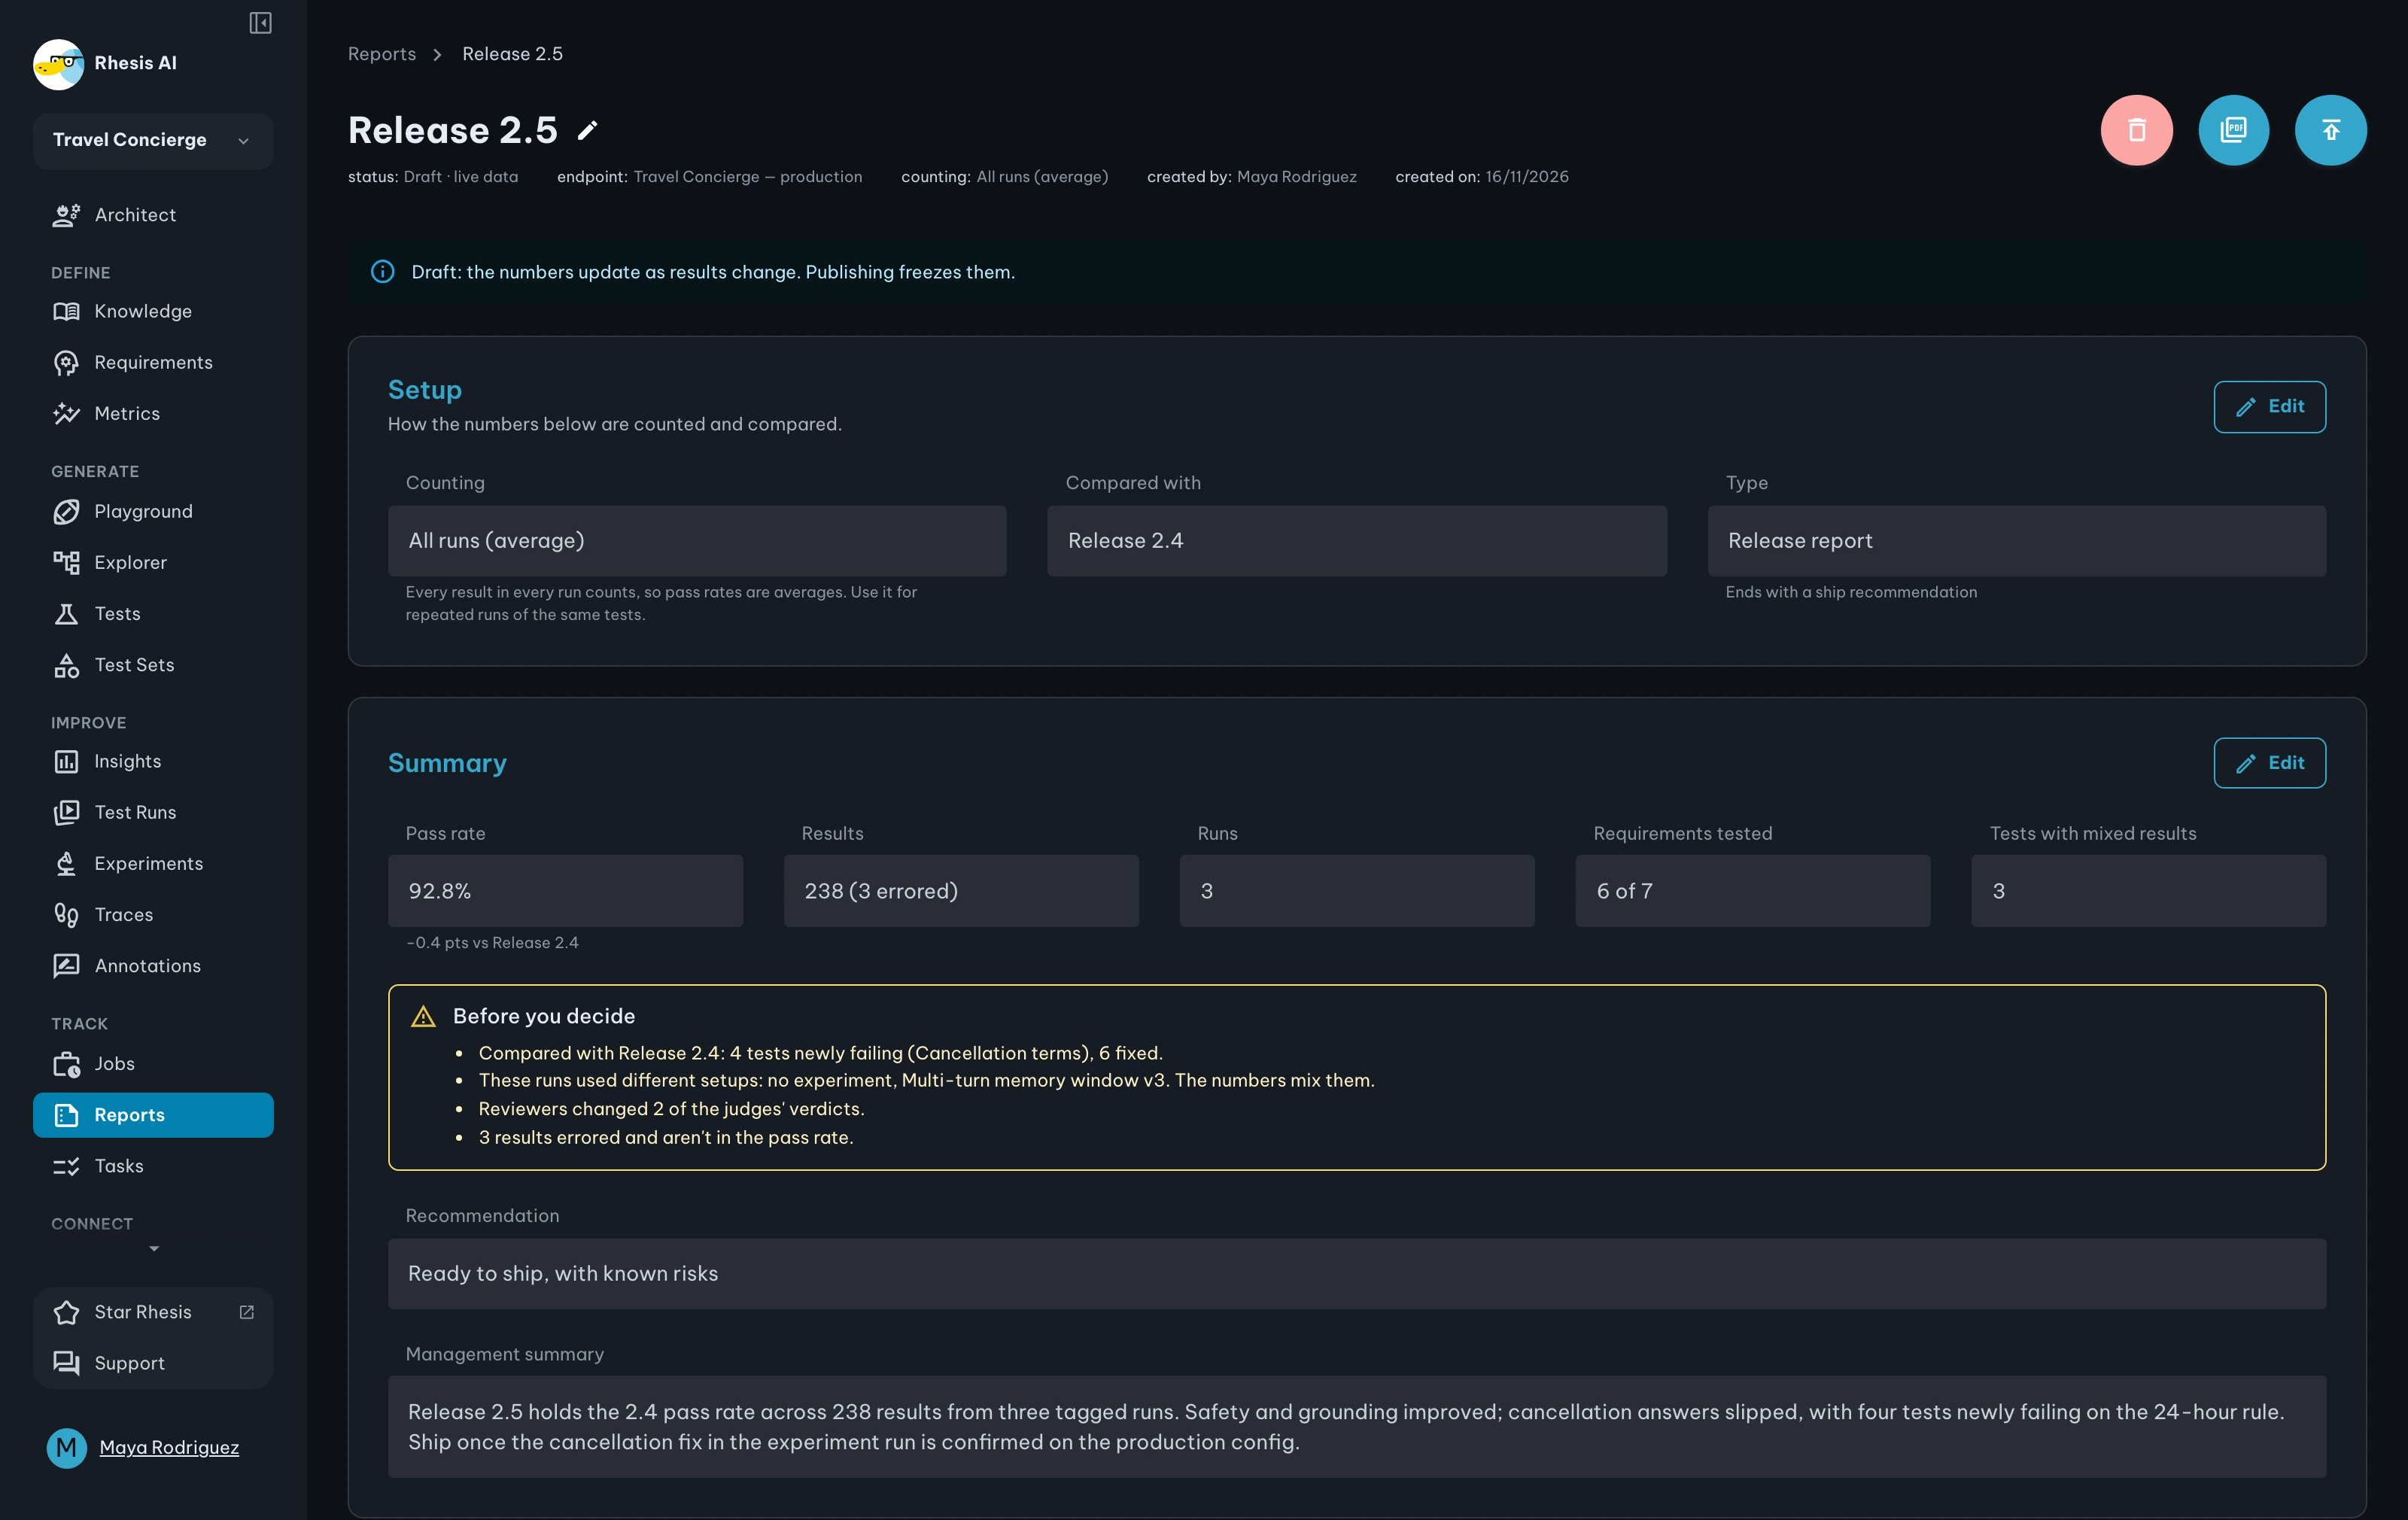 Rhesis AI
Travel Concierge
Architect
DEFINE
Knowledge
Requirements
Metrics
GENERATE
Playground
Explorer
Tests
Test Sets
IMPROVE
Insights
Test Runs
Experiments
Traces
Annotations
TRACK
Jobs
Reports
Tasks
CONNECT
Star Rhesis
Support
M
Maya Rodriguez
Reports
Release 2.5
Release 2.5
PDF
status: Draft · live data
endpoint: Travel Concierge — production
counting: All runs (average)
created by: Maya Rodriguez
created on: 16/11/2026
Draft: the numbers update as results change. Publishing freezes them.
Setup
How the numbers below are counted and compared.
Edit
Counting
All runs (average)
Every result in every run counts, so pass rates are averages. Use it for
repeated runs of the same tests.
Compared with
Release 2.4
Type
Release report
Ends with a ship recommendation
Summary
Edit
Pass rate
92.8%
-0.4 pts vs Release 2.4
Results
238 (3 errored)
Runs
3
Requirements tested
6 of 7
Tests with mixed results
3
Before you decide
• Compared with Release 2.4: 4 tests newly failing (Cancellation terms), 6 fixed.
• These runs used different setups: no experiment, Multi-turn memory window v3. The numbers mix them.
• Reviewers changed 2 of the judges' verdicts.
• 3 results errored and aren't in the pass rate.
Recommendation
Ready to ship, with known risks
Management summary
Release 2.5 holds the 2.4 pass rate across 238 results from three tagged runs. Safety and grounding improved; cancellation answers slipped, with four tests newly failing on the 24-hour rule.
Ship once the cancellation fix in the experiment run is confirmed on the production config.